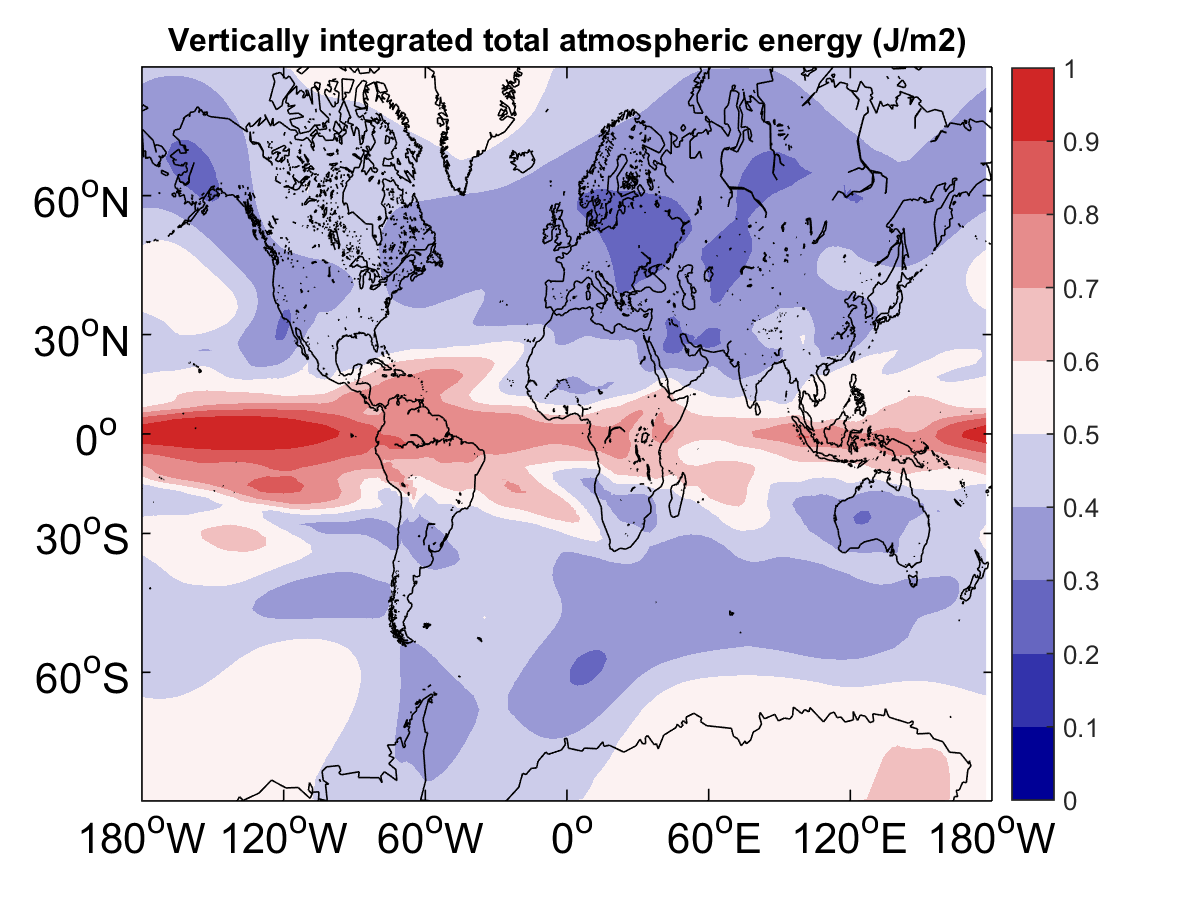 Vertically integrated total atmospheric energy (J/m2)
60°N
30°N
0°
30°S
60°S
180°W 120°W 60°W 0° 60°E 120°E 180°W
1
0.9
0.8
0.7
0.6
0.5
0.4
0.3
0.2
0.1
0